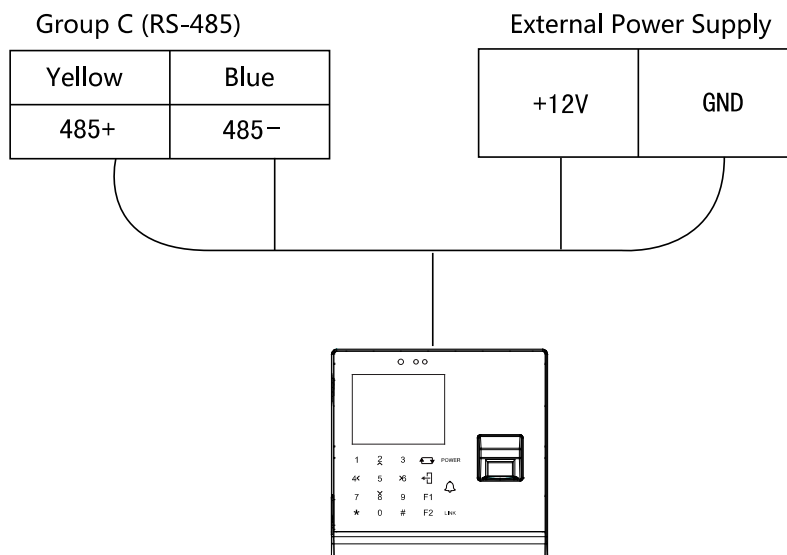 Group C (RS-485)
External Power Supply
Yellow Blue
485+ 485-
+12V GND
1 2 3 POWER
4 5 6
7 8 9 F1
* 0 # F2 LINK